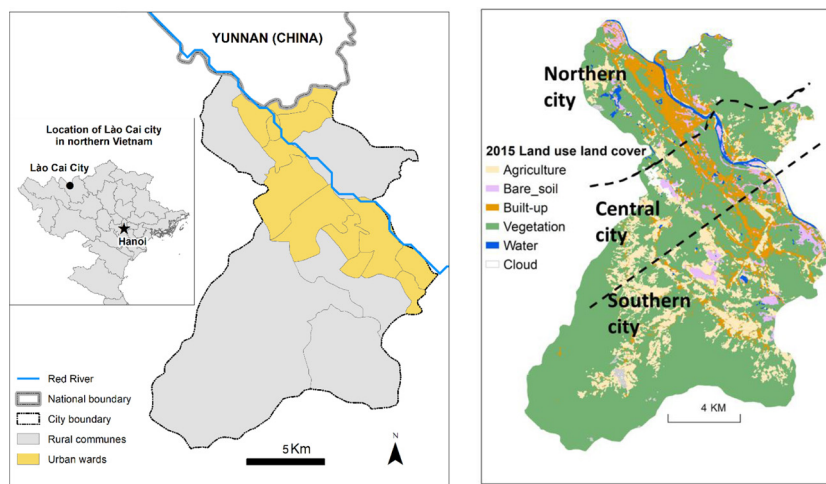 YUNNAN (CHINA)
Location of Lào Cai city
in northern Vietnam
Lào Cai City
Hanoi
Red River
National boundary
City boundary
Rural communes
Urban wards
5Km
N
Northern
city
2015 Land use land cover
Agriculture
Bare_soil
Built-up
Vegetation
Water
Cloud
Central
city
Southern
city
4 KM